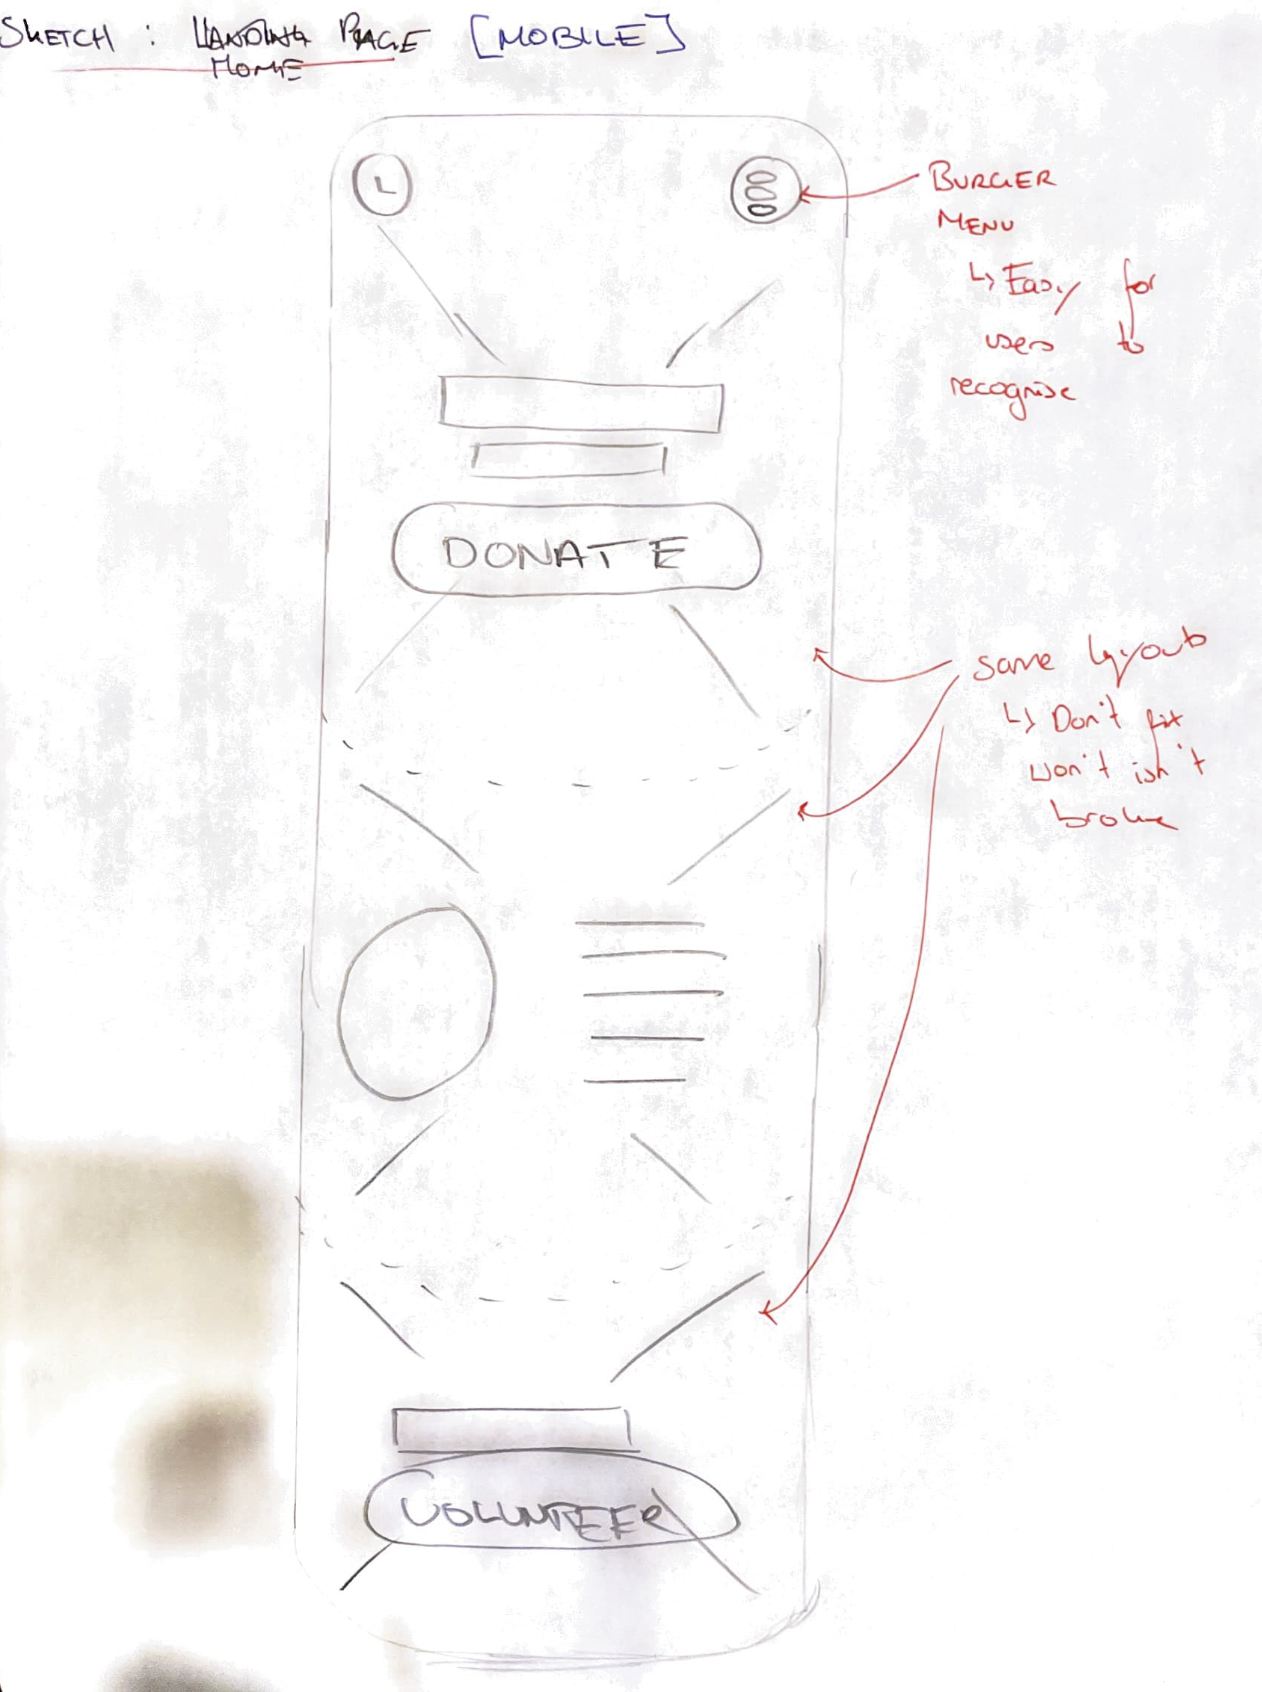 SKETCH : LANDING PAGE [MOBILE]
HOME
L
BURGER
MENU
↳ Easy for
users to
recognise
DONATE
same layout
↳ Don't fix
won't isn't
broke
VOLUNTEER